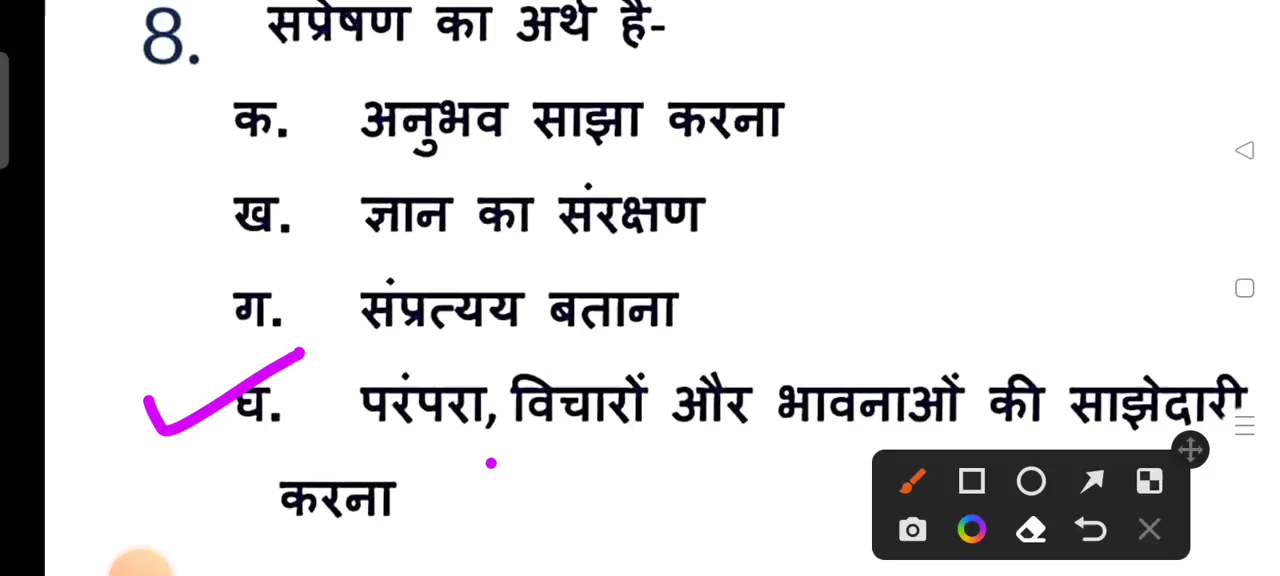 8. सप्रेषण का अर्थ है-
क. अनुभव साझा करना
ख. ज्ञान का संरक्षण
ग. संप्रत्यय बताना
घ. परंपरा, विचारों और भावनाओं की साझेदारी
करना